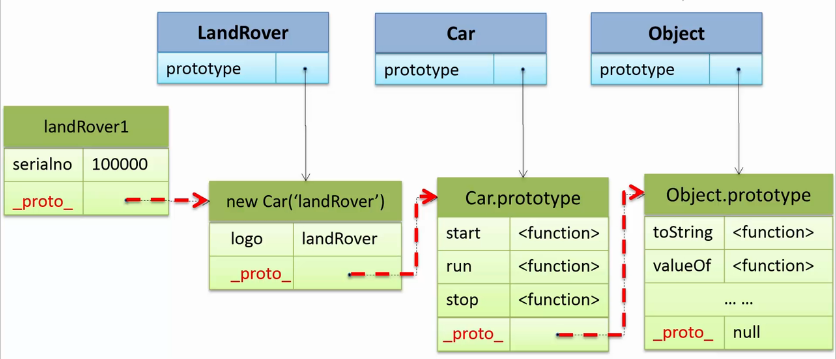 LandRover
prototype
Car
prototype
Object
prototype
landRover1
serialno 100000
_proto_
new Car(‘landRover’)
logo landRover
_proto_
Car.prototype
start <function>
run <function>
stop <function>
_proto_
Object.prototype
toString <function>
valueOf <function>
... ...
_proto_ null